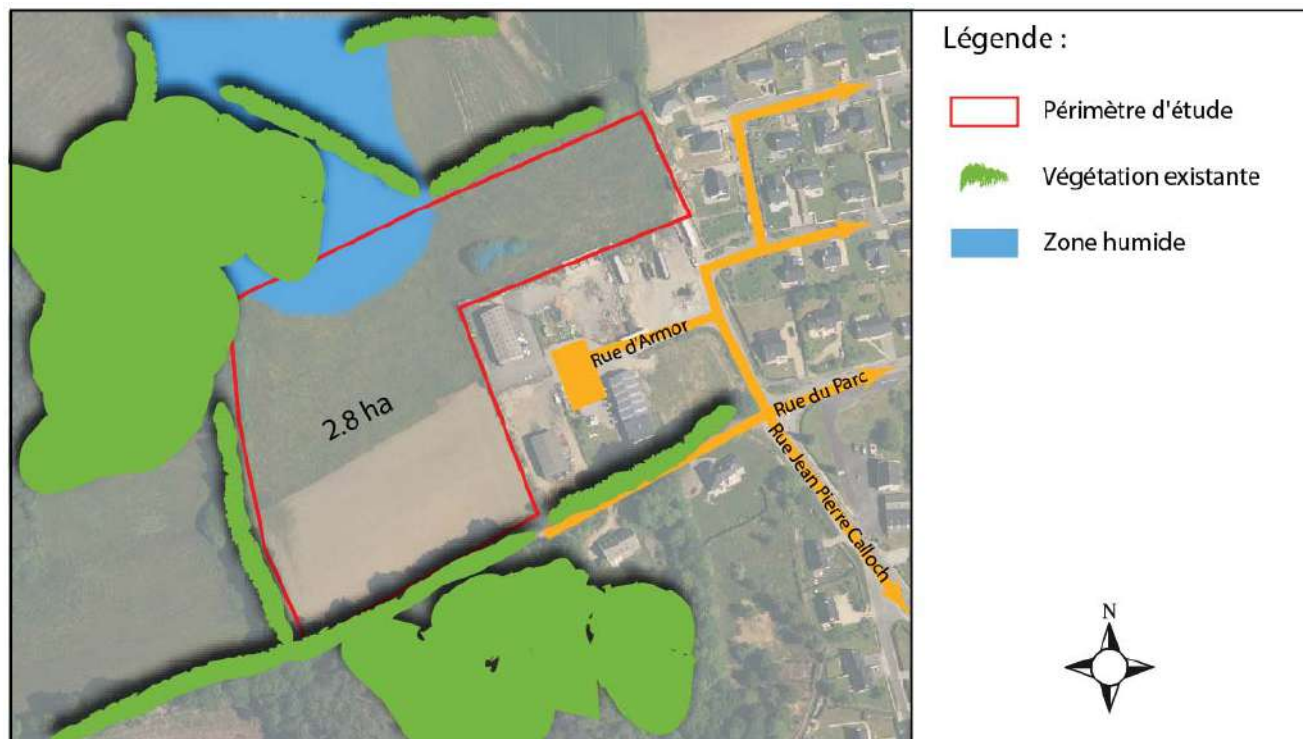 Légende :
Périmètre d'étude
Végétation existante
Zone humide
N
2.8 ha
Rue d'Armor
Rue du Parc
Rue Jean Pierre Calloch